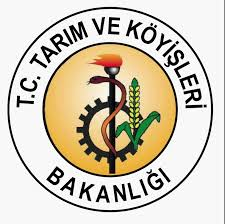 T.C. TARIM VE KÖYİŞLERİ
BAKANLIĞI